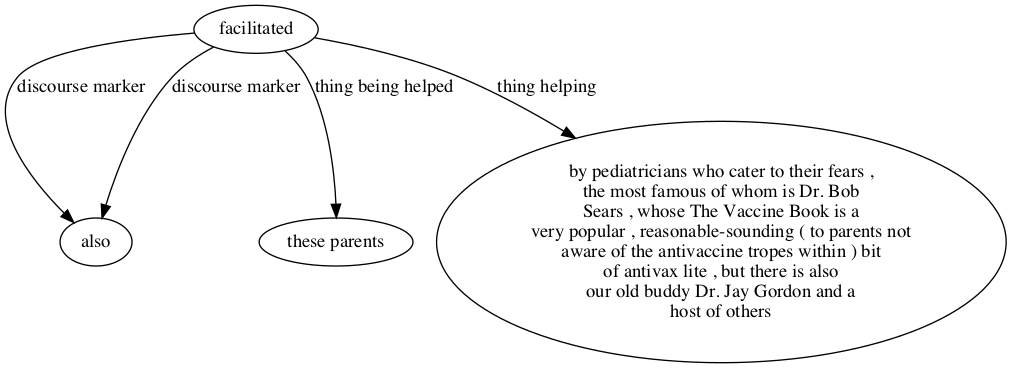 facilitated
discourse marker
discourse marker
thing being helped
thing helping
also
these parents
by pediatricians who cater to their fears ,
the most famous of whom is Dr. Bob
Sears , whose The Vaccine Book is a
very popular , reasonable-sounding ( to parents not
aware of the antivaccine tropes within ) bit
of antivax lite , but there is also
our old buddy Dr. Jay Gordon and a
host of others